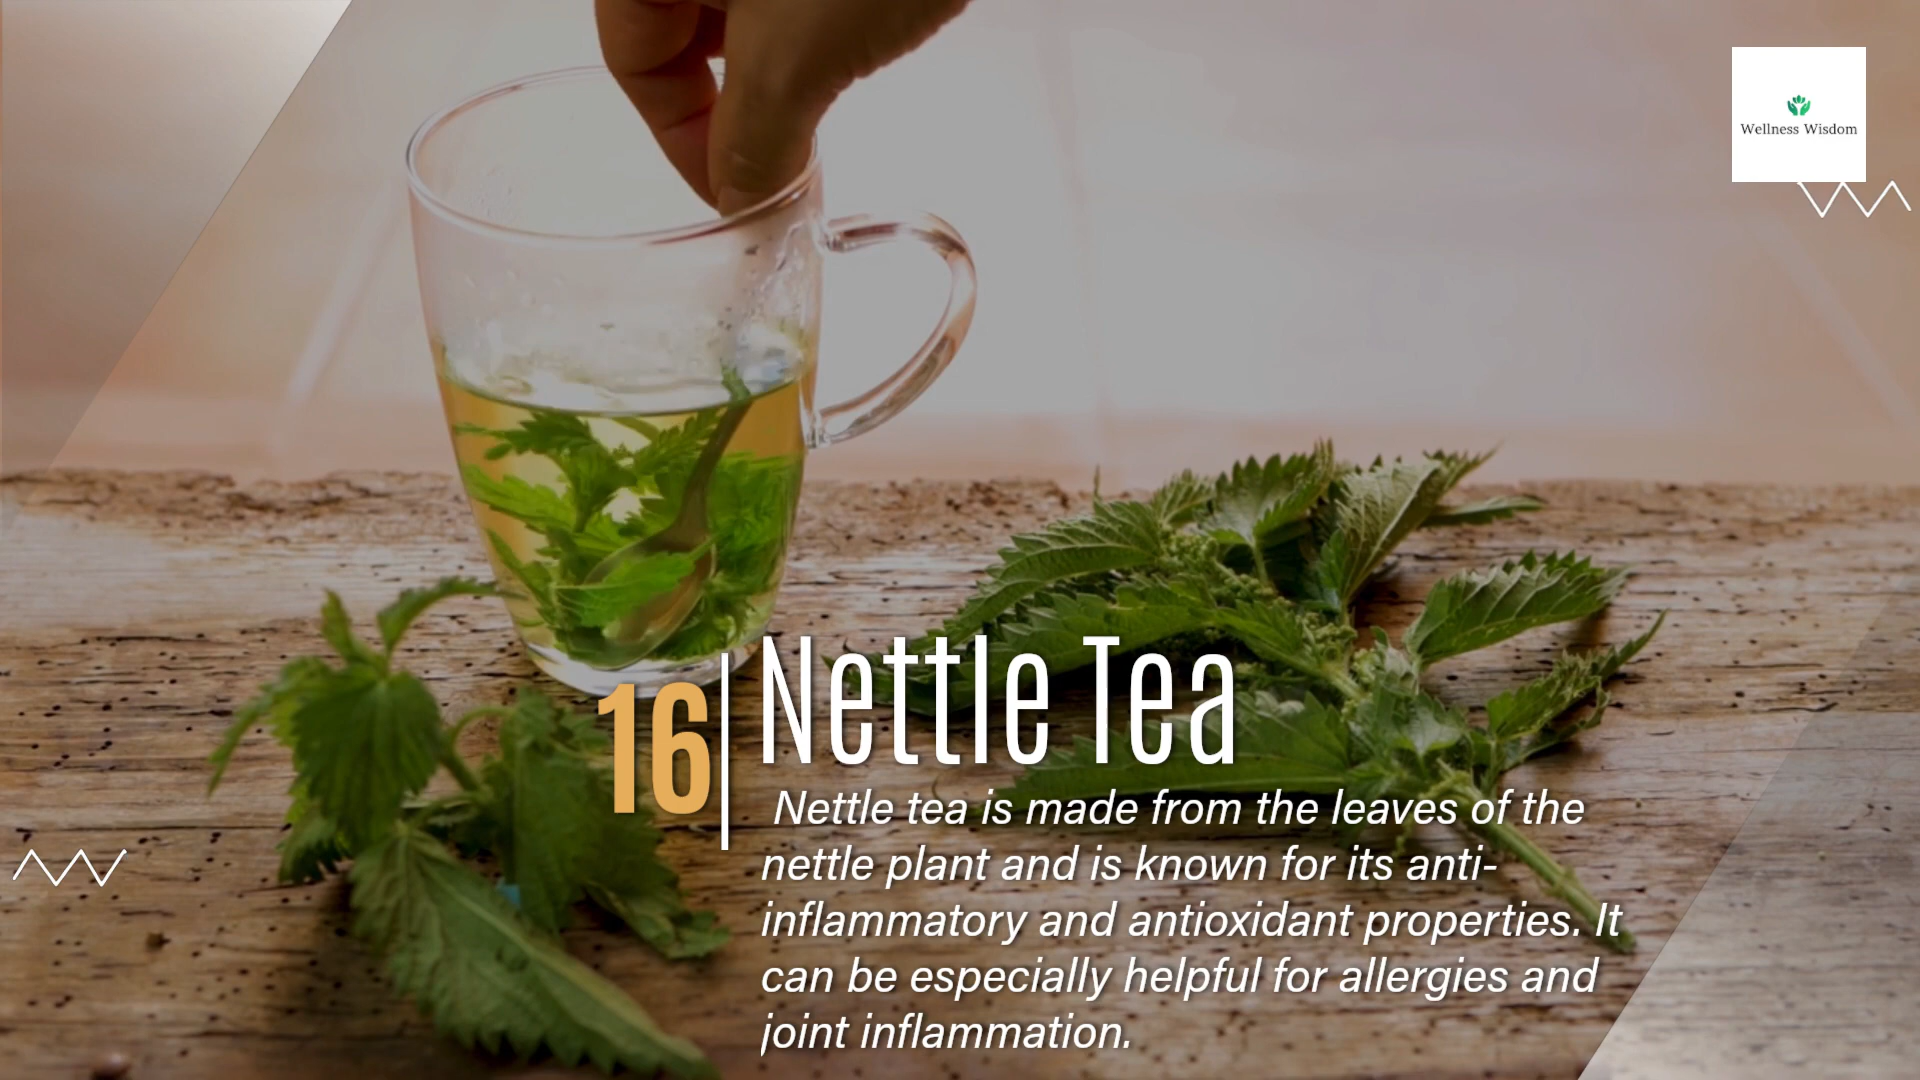 Wellness Wisdom
16
Nettle Tea
Nettle tea is made from the leaves of the
nettle plant and is known for its anti-
inflammatory and antioxidant properties. It
can be especially helpful for allergies and
joint inflammation.